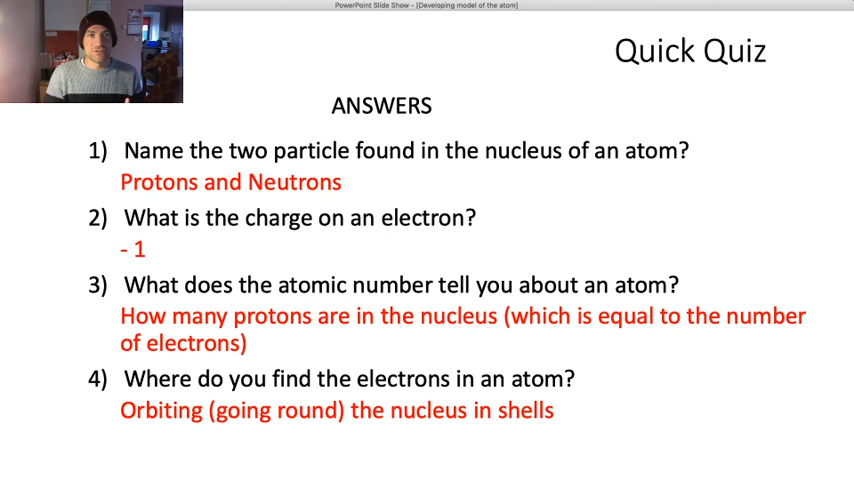 PowerPoint Slide Show - [Developing model of the atom]
Quick Quiz
ANSWERS
1) Name the two particle found in the nucleus of an atom?
Protons and Neutrons
2) What is the charge on an electron?
- 1
3) What does the atomic number tell you about an atom?
How many protons are in the nucleus (which is equal to the number
of electrons)
4) Where do you find the electrons in an atom?
Orbiting (going round) the nucleus in shells